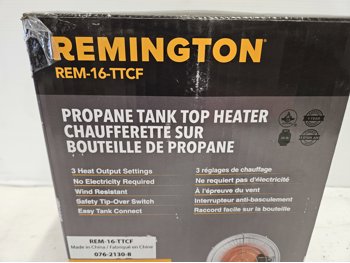 REMINGTON
REM-16-TTCF
PROPANE TANK TOP HEATER
CHAUFFERETTE SUR
BOUTEILLE DE PROPANE
3 Heat Output Settings
No Electricity Required
Wind Resistant
Safety Tip-Over Switch
Easy Tank Connect
3 réglages de chauffage
Ne requiert pas d'électricité
À l'épreuve du vent
Interrupteur anti-basculement
Raccord facile sur la bouteille
REM-16-TTCF
Made in China / Fabriqué en Chine
076-2130-8